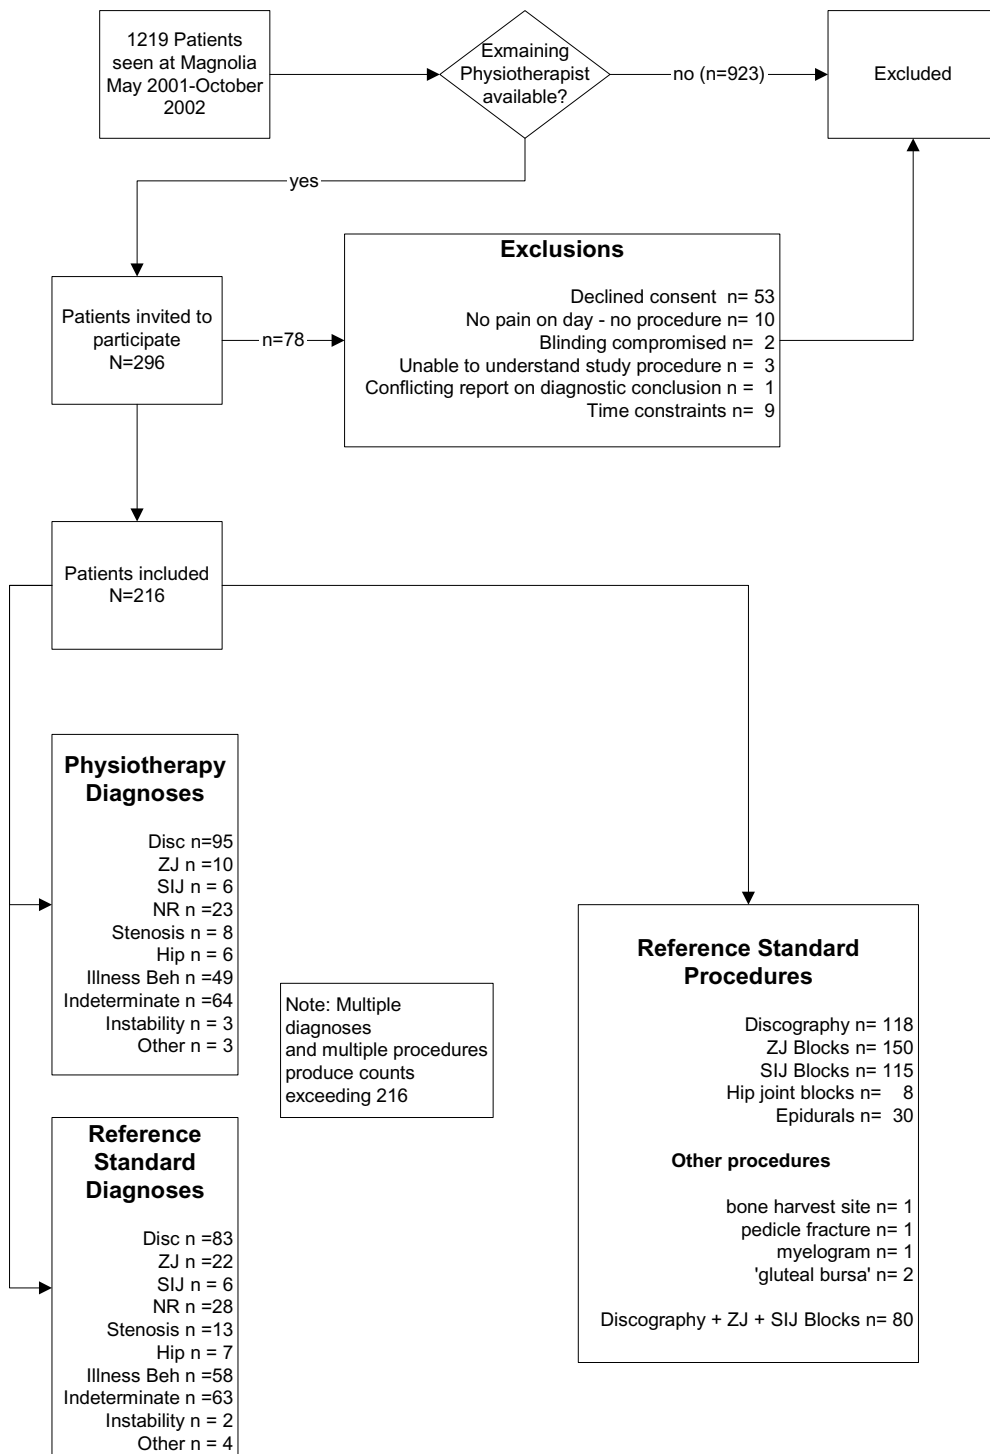 1219 Patients
seen at Magnolia
May 2001-October
2002
Exmaining
Physiotherapist
available?
no (n=923)
Excluded
yes
Patients invited to
participate
N=296
n=78
Exclusions
Declined consent  n= 53
No pain on day - no procedure n= 10
Blinding compromised n=  2
Unable to understand study procedure n =  3
Conflicting report on diagnostic conclusion n =  1
Time constraints n=  9
Patients included
N=216
Physiotherapy
Diagnoses
Disc n=95
ZJ n =10
SIJ n = 6
NR n =23
Stenosis n = 8
Hip n = 6
Illness Beh n =49
Indeterminate n =64
Instability n = 3
Other n = 3
Note: Multiple
diagnoses
and multiple procedures
produce counts
exceeding 216
Reference
Standard
Diagnoses
Disc n =83
ZJ n =22
SIJ n = 6
NR n =28
Stenosis n =13
Hip n = 7
Illness Beh n =58
Indeterminate n =63
Instability n = 2
Other n = 4
Reference Standard
Procedures
Discography n= 118
ZJ Blocks n= 150
SIJ Blocks n= 115
Hip joint blocks n=   8
Epidurals n=  30
Other procedures
bone harvest site n= 1
pedicle fracture n= 1
myelogram n= 1
'gluteal bursa' n= 2
Discography + ZJ + SIJ Blocks n= 80